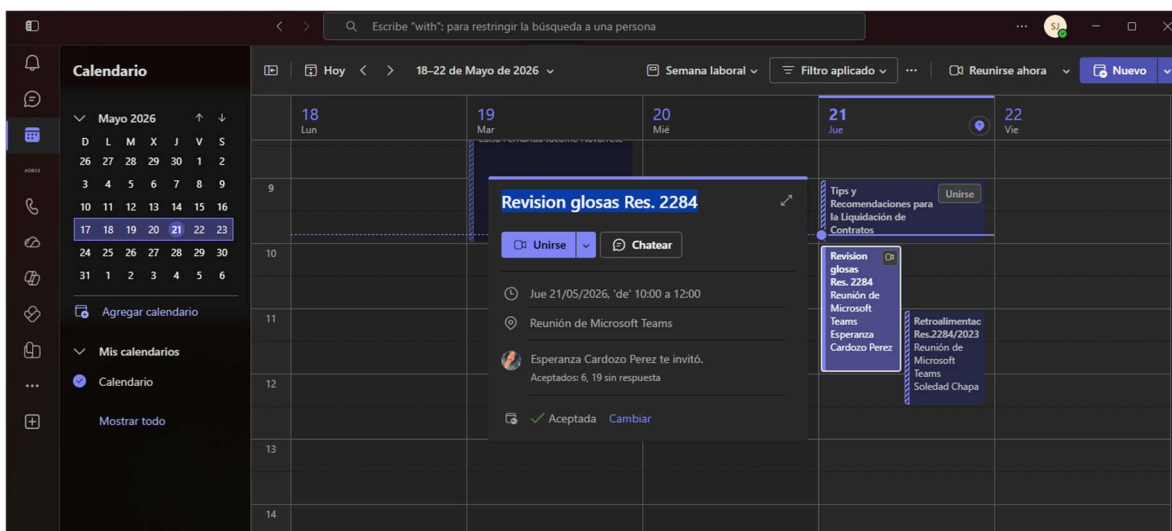 Escribe "with": para restringir la búsqueda a una persona
SJ
Calendario
Hoy
18–22 de Mayo de 2026
Semana laboral
Filtro aplicado
Reunirse ahora
Nuevo
Mayo 2026
D L M X J V S
26 27 28 29 30 1 2
3 4 5 6 7 8 9
10 11 12 13 14 15 16
17 18 19 20 21 22 23
24 25 26 27 28 29 30
31 1 2 3 4 5 6
Agregar calendario
Mis calendarios
Calendario
Mostrar todo
ADRES
18
Lun
19
Mar
20
Mié
21
Jue
22
Vie
9
10
11
12
13
14
Revision glosas Res. 2284
Unirse
Chatear
Jue 21/05/2026, 'de' 10:00 a 12:00
Reunión de Microsoft Teams
Esperanza Cardozo Perez te invitó.
Aceptados: 6, 19 sin respuesta
Aceptada Cambiar
Tips y
Recomendaciones para
la Liquidación de
Contratos
Unirse
Revision
glosas
Res. 2284
Reunión de
Microsoft
Teams
Esperanza
Cardozo Perez
Retroalimentac
Res.2284/2023
Reunión de
Microsoft
Teams
Soledad Chapa